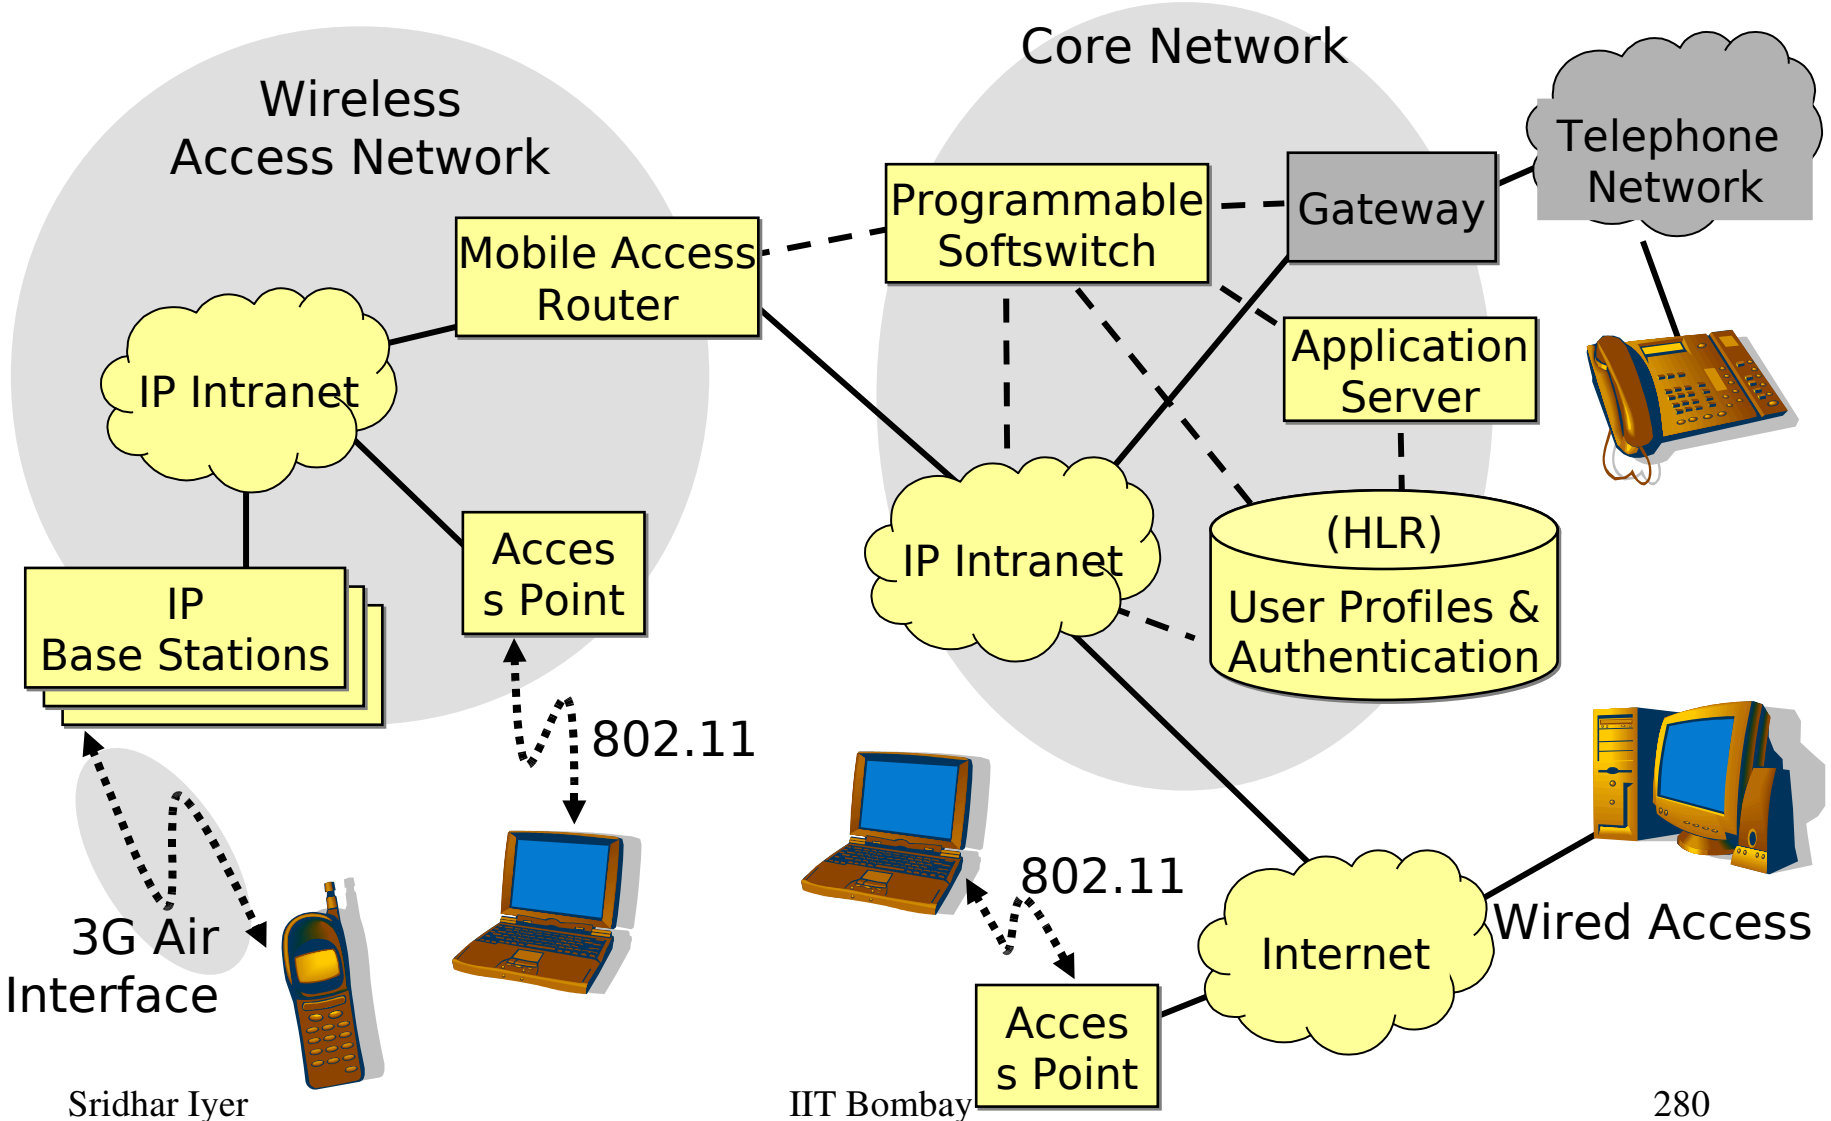 Core Network
Wireless
Access Network
Telephone
Network
Programmable
Softswitch
Gateway
Mobile Access
Router
Application
Server
IP Intranet
(HLR)
User Profiles &
Authentication
IP Intranet
Acces
s Point
IP
Base Stations
802.11
802.11
3G Air
Interface
Wired Access
Internet
Acces
s Point
Sridhar Iyer
IIT Bombay
280